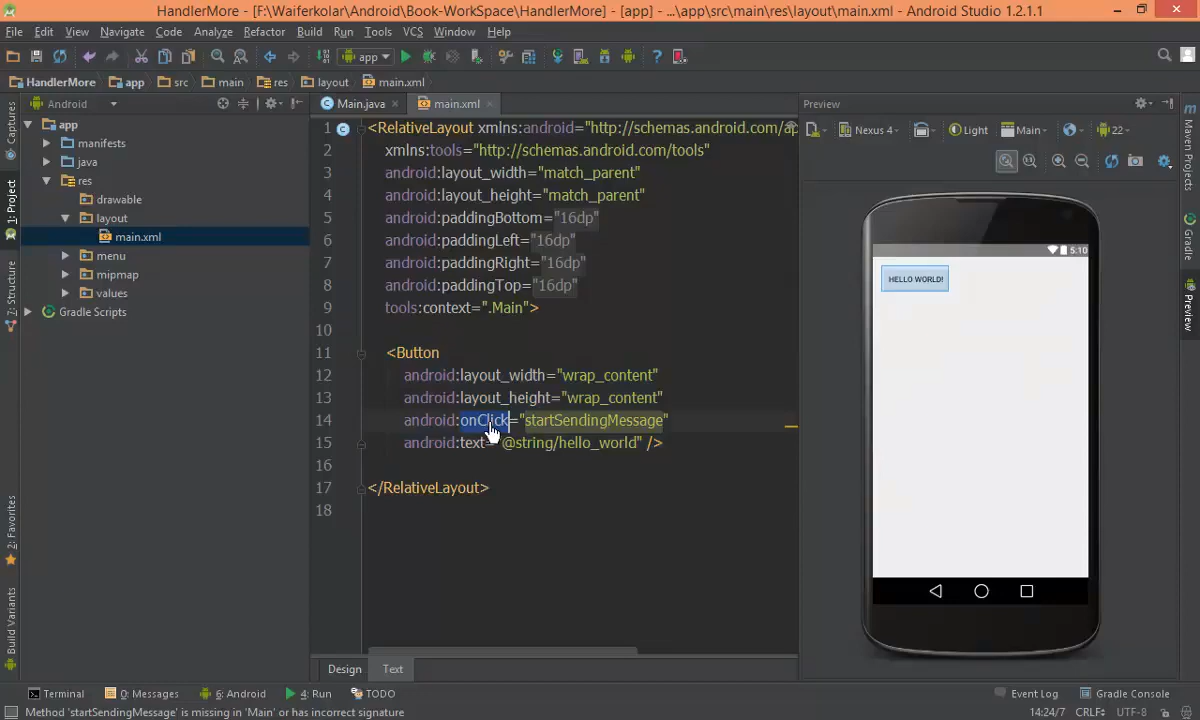 HandlerMore - [F:\Waiferkolar\Android\Book-WorkSpace\HandlerMore] - [app] - ...\app\src\main\res\layout\main.xml - Android Studio 1.2.1.1
File Edit View Navigate Code Analyze Refactor Build Run Tools VCS Window Help
app
HandlerMore app src main res layout main.xml
Android
Main.java main.xml
Preview
Nexus 4 Light Main 22
app
manifests
java
res
drawable
layout
main.xml
menu
mipmap
values
Gradle Scripts
1 <RelativeLayout xmlns:android="http://schemas.android.com/ap
2 xmlns:tools="http://schemas.android.com/tools"
3 android:layout_width="match_parent"
4 android:layout_height="match_parent"
5 android:paddingBottom="16dp"
6 android:paddingLeft="16dp"
7 android:paddingRight="16dp"
8 android:paddingTop="16dp"
9 tools:context=".Main">
10
11 <Button
12 android:layout_width="wrap_content"
13 android:layout_height="wrap_content"
14 android:onClick="startSendingMessage"
15 android:text="@string/hello_world" />
16
17 </RelativeLayout>
18
5:10
HELLO WORLD!
Captures
1: Project
7: Structure
2: Favorites
Build Variants
Maven Projects
Gradle
Preview
Design Text
Terminal 0: Messages 6: Android 4: Run TODO Event Log Gradle Console
Method 'startSendingMessage' is missing in 'Main' or has incorrect signature 14:24/7 CRLF UTF-8